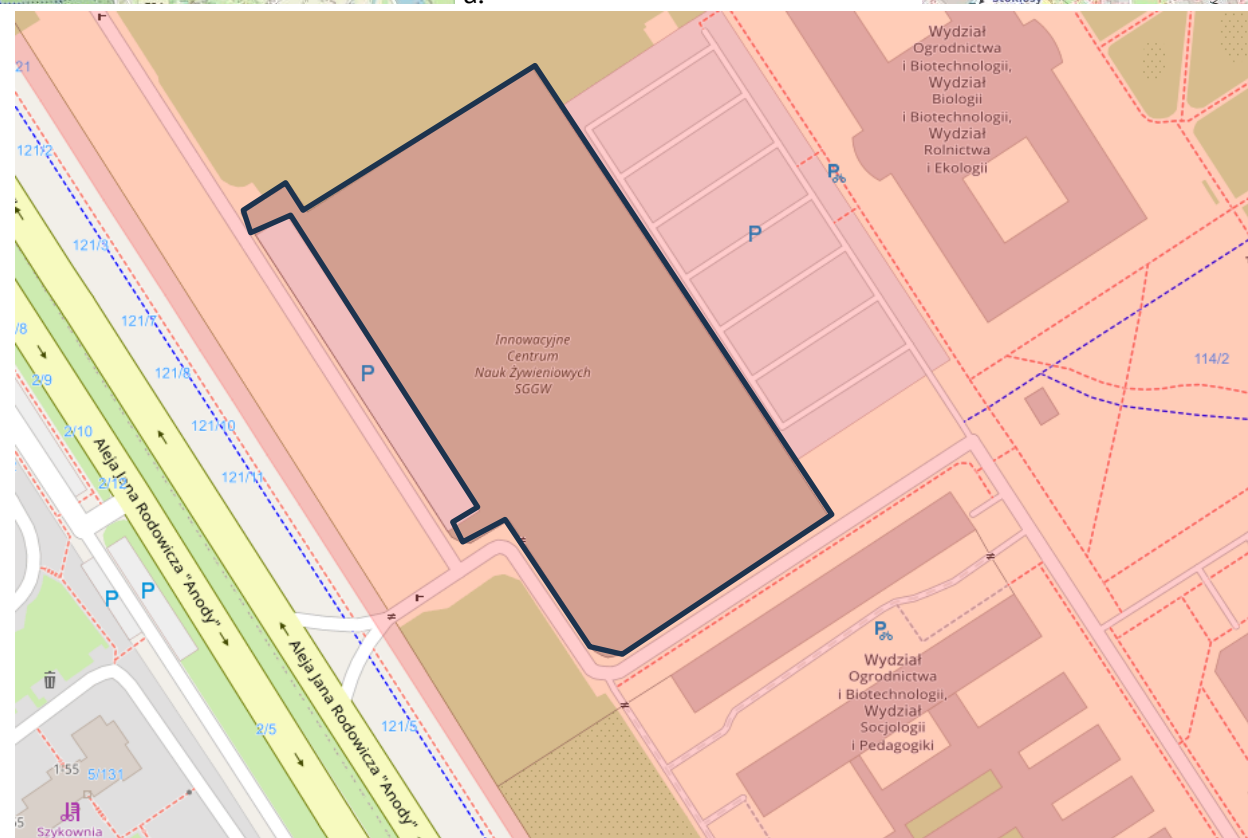 Stokłosy
Wydział
Ogrodnictwa
i Biotechnologii,
Wydział
Biologii
i Biotechnologii,
Wydział
Rolnictwa
i Ekologii
21
121/2
121/3
121/7
121/8
121/10
121/11
121/5
/8
2/9
2/10
2/12
2/5
P
P
P
P
P
P
114/2
Innowacyjne
Centrum
Nauk Żywieniowych
SGGW
Aleja Jana Rodowicza "Anody"
Aleja Jana Rodowicza "Anody"
Wydział
Ogrodnictwa
i Biotechnologii,
Wydział
Socjologii
i Pedagogiki
1-55
5/131
55
Szykownia